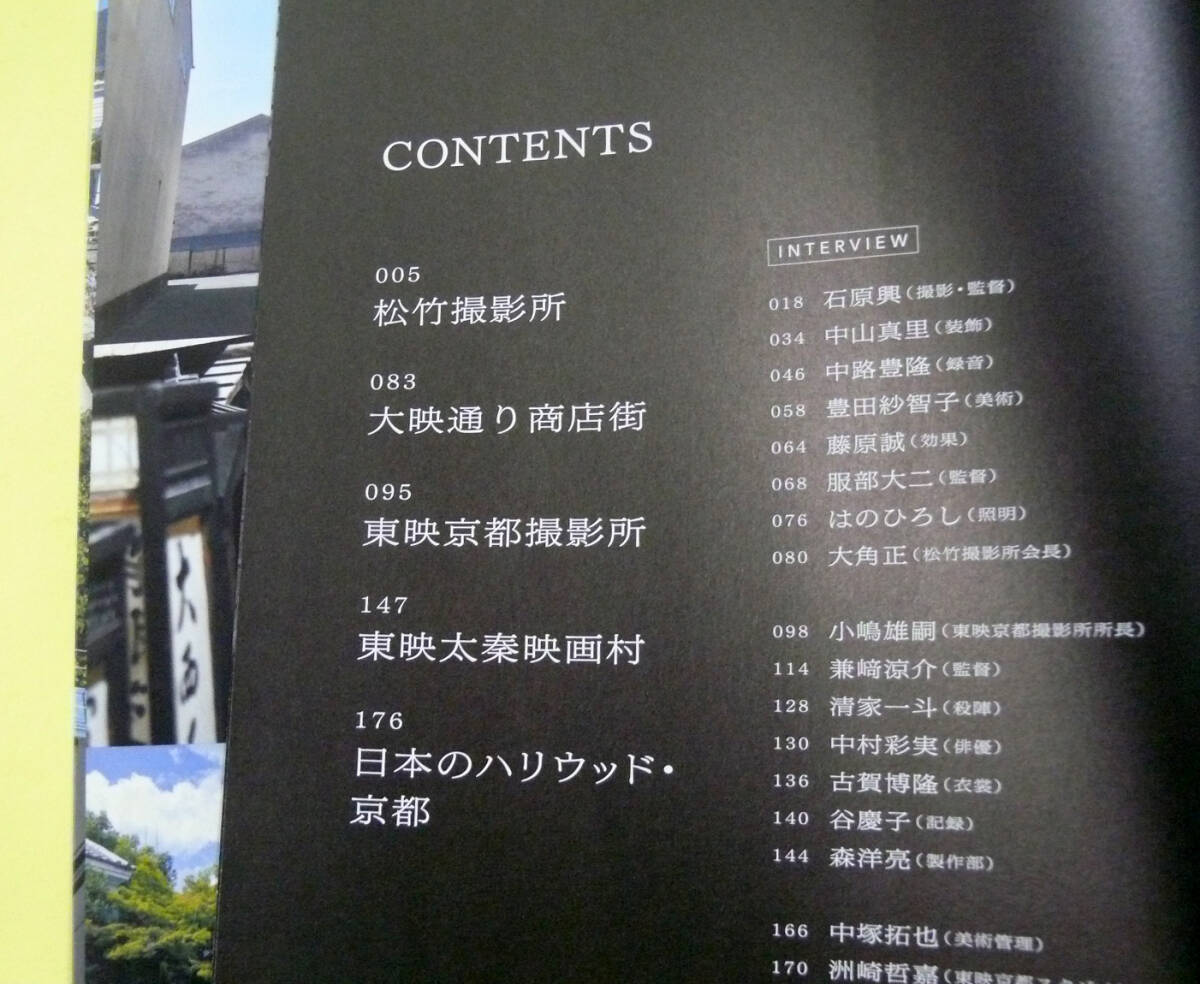 CONTENTS
005
松竹撮影所
083
大映通り商店街
095
東映京都撮影所
147
東映太秦映画村
176
日本のハリウッド・
京都
INTERVIEW
018 石原興（撮影・監督）
034 中山真里（装飾）
046 中路豊隆（録音）
058 豊田紗智子（美術）
064 藤原誠（効果）
068 服部大二（監督）
076 はのひろし（照明）
080 大角正（松竹撮影所会長）
098 小嶋雄嗣（東映京都撮影所所長）
114 兼﨑涼介（監督）
128 清家一斗（殺陣）
130 中村彩実（俳優）
136 古賀博隆（衣裳）
140 谷慶子（記録）
144 森洋亮（製作部）
166 中塚拓也（美術管理）
170 洲崎哲嘉（東映京都スタ